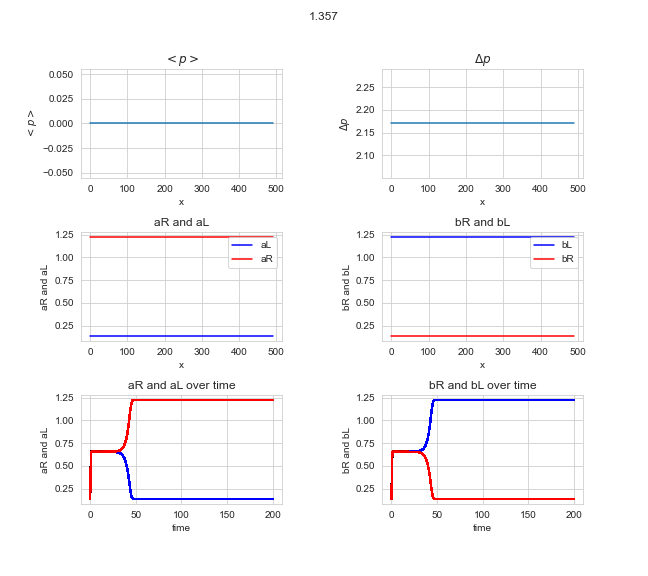 1.357
< p >
Δp
0.050
0.025
0.000
−0.025
−0.050
< p >
0 100 200 300 400 500
x
2.25
2.20
2.15
2.10
Δp
0 100 200 300 400 500
x
aR and aL
bR and bL
1.25
1.00
0.75
0.50
0.25
aR and aL
aL
aR
0 100 200 300 400 500
x
1.25
1.00
0.75
0.50
0.25
bR and bL
bL
bR
0 100 200 300 400 500
x
aR and aL over time
bR and bL over time
1.25
1.00
0.75
0.50
0.25
aR and aL
0 50 100 150 200
time
1.25
1.00
0.75
0.50
0.25
bR and bL
0 50 100 150 200
time